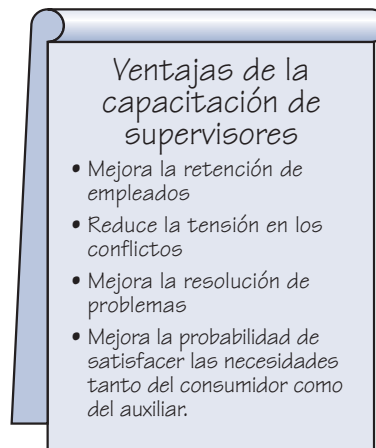 Ventajas de la
capacitación de
supervisores
• Mejora la retención de
empleados
• Reduce la tensión en los
conflictos
• Mejora la resolución de
problemas
• Mejora la probabilidad de
satisfacer las necesidades
tanto del consumidor como
del auxiliar.